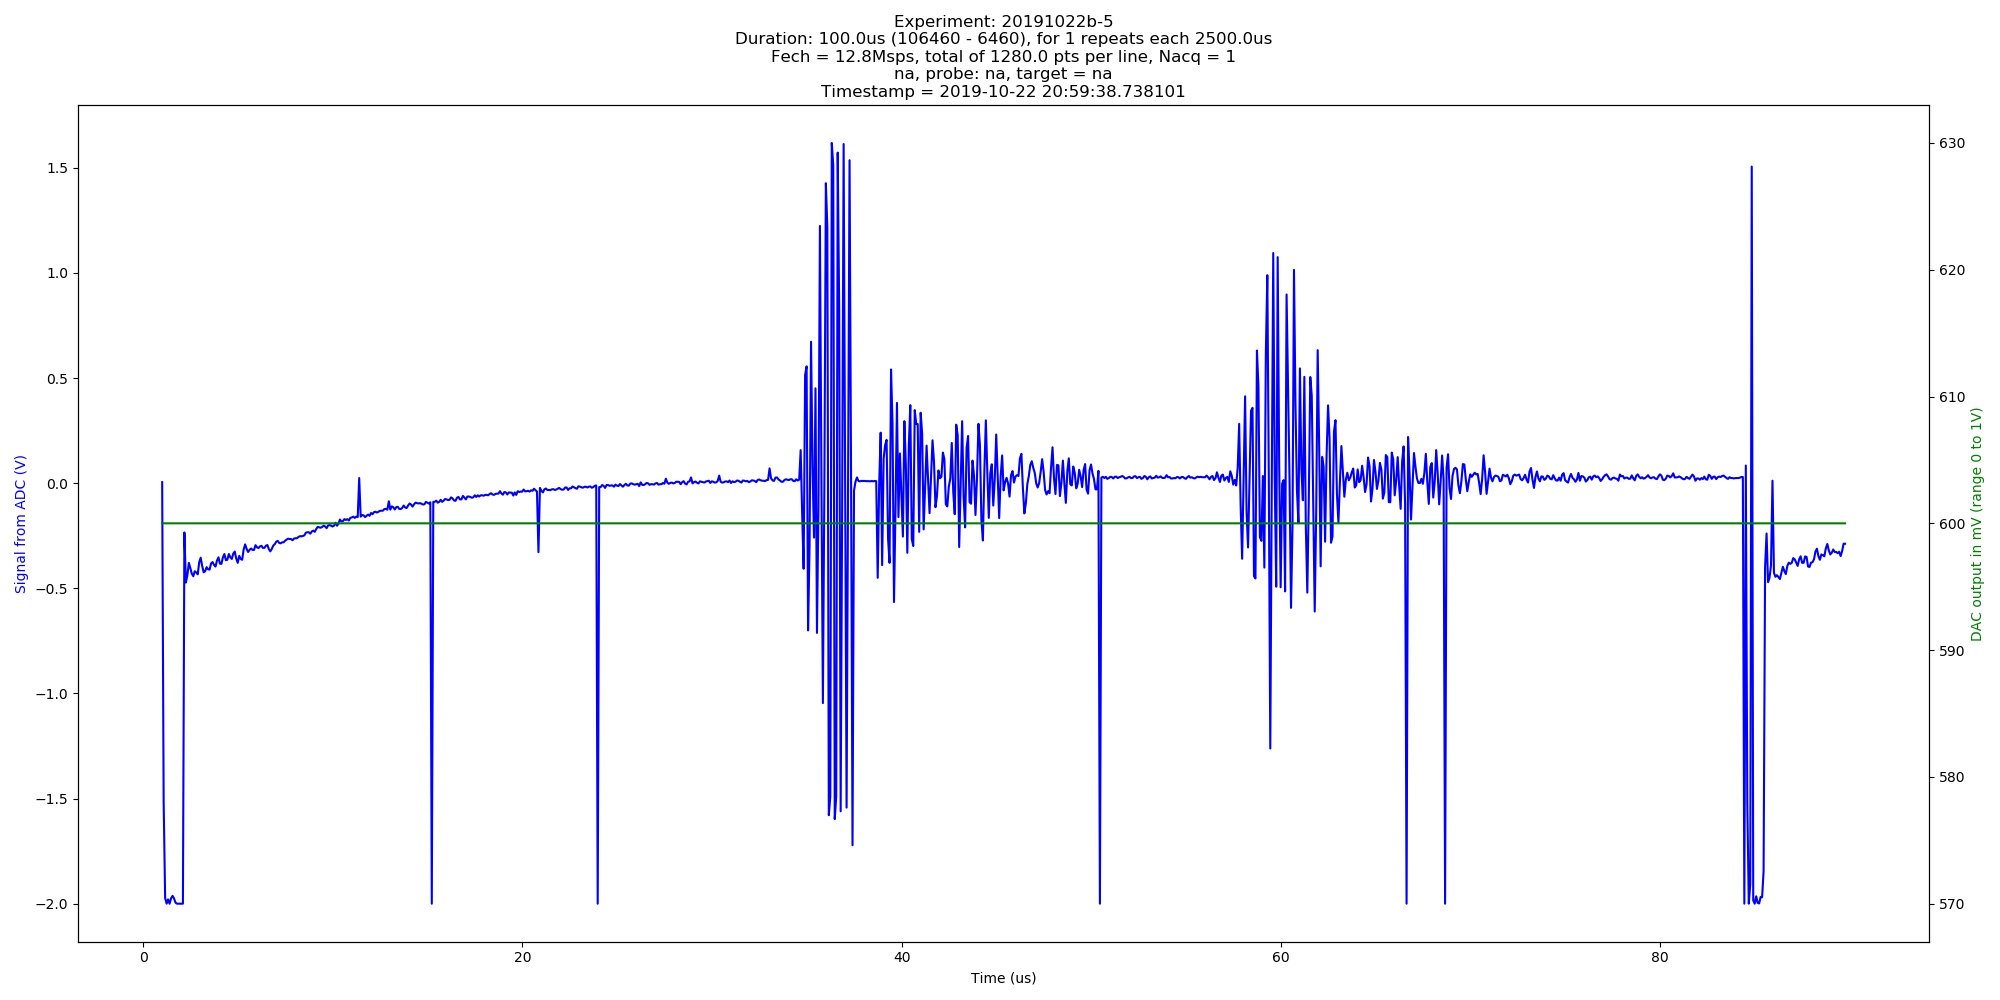 Experiment: 20191022b-5
Duration: 100.0us (106460 - 6460), for 1 repeats each 2500.0us
Fech = 12.8Msps, total of 1280.0 pts per line, Nacq = 1
na, probe: na, target = na
Timestamp = 2019-10-22 20:59:38.738101
Signal from ADC (V)
1.5
1.0
0.5
0.0
−0.5
−1.0
−1.5
−2.0
630
620
610
600
590
580
570
DAC output in mV (range 0 to 1V)
0
20
40
60
80
Time (us)